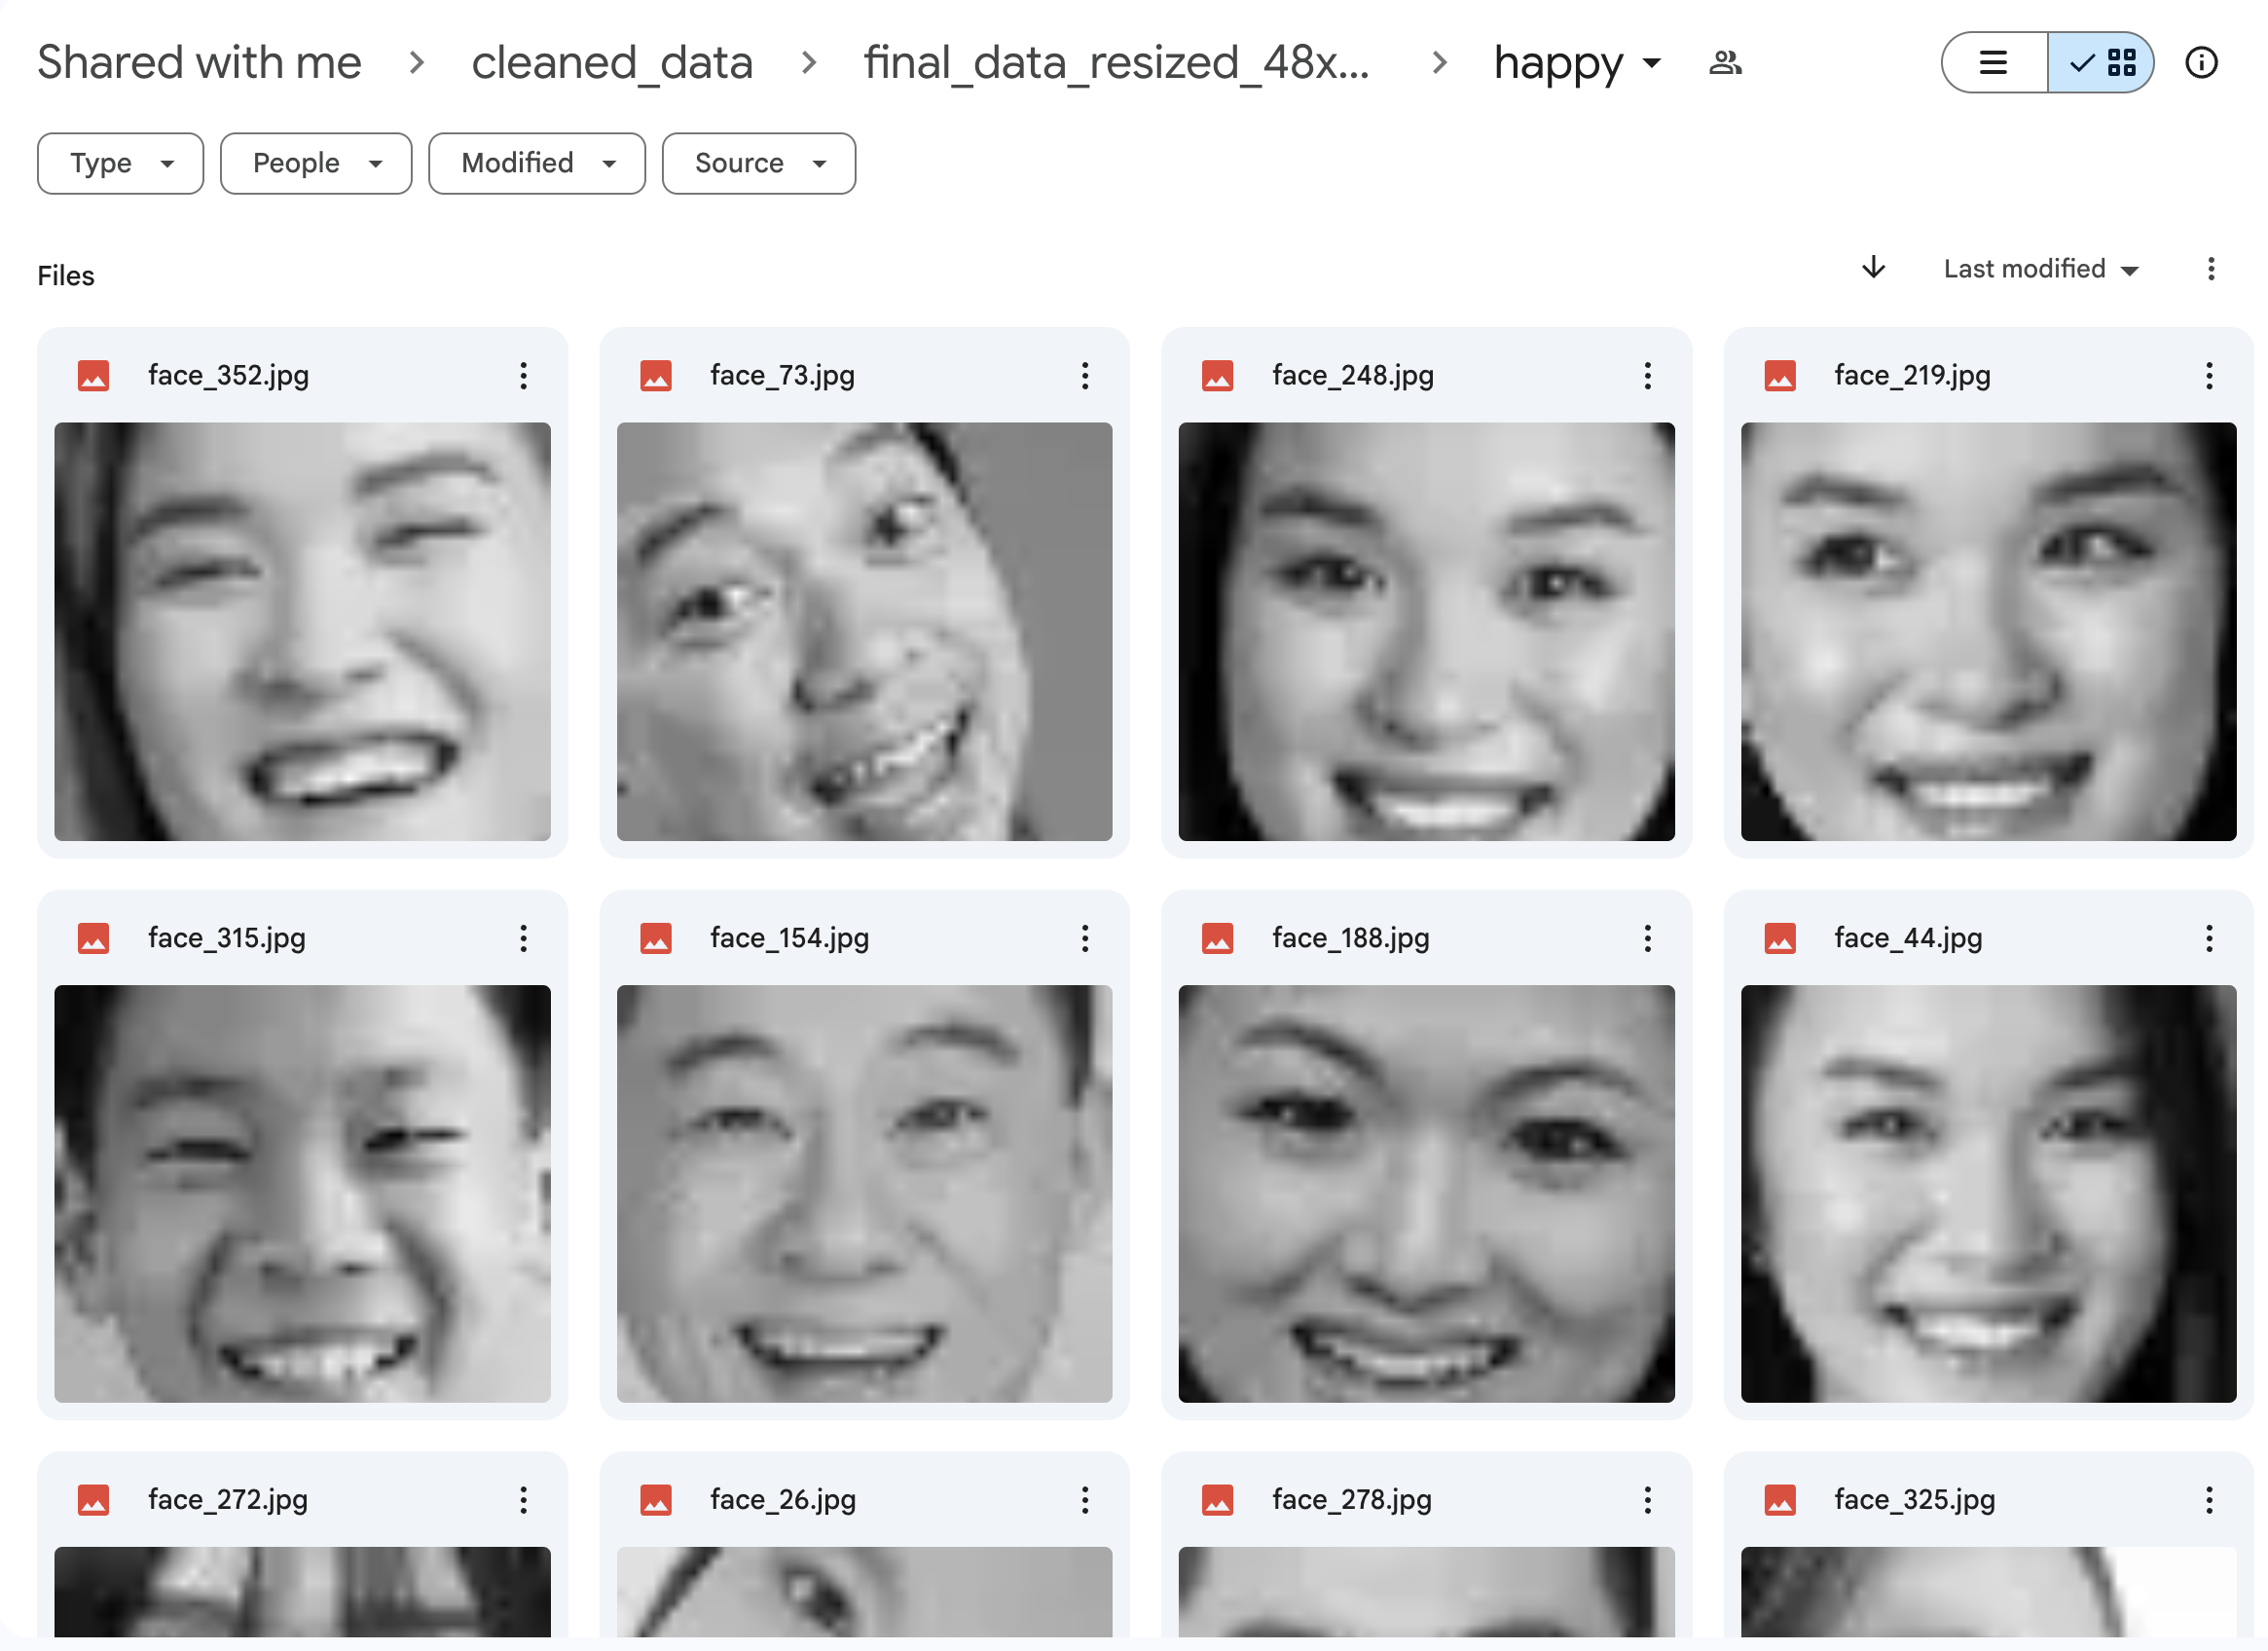 Shared with me > cleaned_data > final_data_resized_48x... > happy
Type People Modified Source
Files Last modified
face_352.jpg face_73.jpg face_248.jpg face_219.jpg
face_315.jpg face_154.jpg face_188.jpg face_44.jpg
face_272.jpg face_26.jpg face_278.jpg face_325.jpg